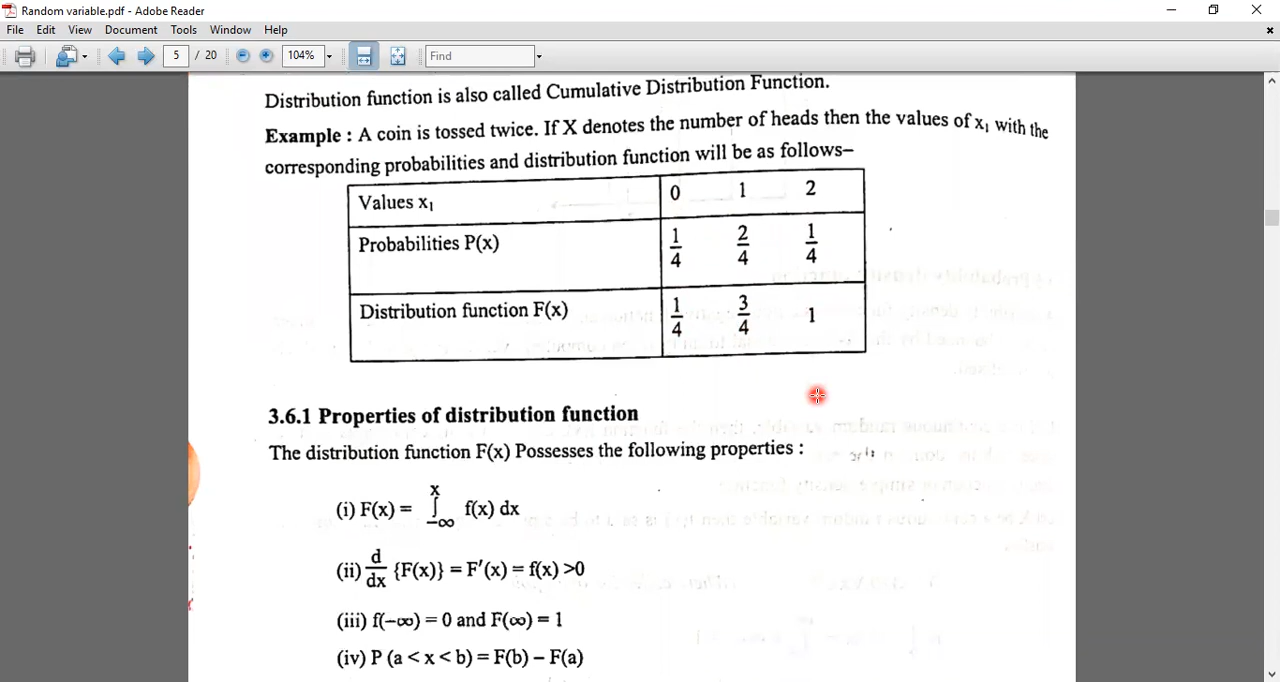 Random variable.pdf - Adobe Reader
File Edit View Document Tools Window Help
5 / 20 104% Find
Distribution function is also called Cumulative Distribution Function.
Example : A coin is tossed twice. If X denotes the number of heads then the values of x₁ with the
corresponding probabilities and distribution function will be as follows–
Values x₁ 0 1 2
Probabilities P(x) 1/4 2/4 1/4
Distribution function F(x) 1/4 3/4 1
3.6.1 Properties of distribution function
The distribution function F(x) Possesses the following properties :
(i) F(x) = ∫_{-∞}^{x} f(x) dx
(ii) d/dx {F(x)} = F′(x) = f(x) >0
(iii) f(-∞) = 0 and F(∞) = 1
(iv) P (a < x < b) = F(b) – F(a)